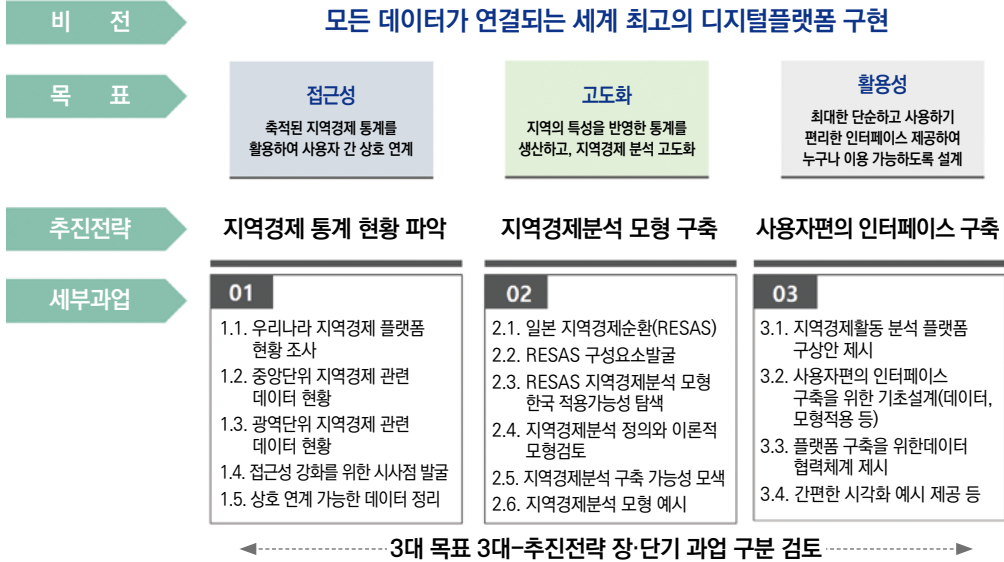 비 전
모든 데이터가 연결되는 세계 최고의 디지털플랫폼 구현
목 표
접근성
축적된 지역경제 통계를
활용하여 사용자 간 상호 연계
고도화
지역의 특성을 반영한 통계를
생산하고, 지역경제 분석 고도화
활용성
최대한 단순하고 사용하기
편리한 인터페이스 제공하여
누구나 이용 가능하도록 설계
추진전략
지역경제 통계 현황 파악
지역경제분석 모형 구축
사용자편의 인터페이스 구축
세부과업
01
1.1. 우리나라 지역경제 플랫폼
현황 조사
1.2. 중앙단위 지역경제 관련
데이터 현황
1.3. 광역단위 지역경제 관련
데이터 현황
1.4. 접근성 강화를 위한 시사점 발굴
1.5. 상호 연계 가능한 데이터 정리
02
2.1. 일본 지역경제순환(RESAS)
2.2. RESAS 구성요소발굴
2.3. RESAS 지역경제분석 모형
한국 적용가능성 탐색
2.4. 지역경제분석 정의와 이론적
모형검토
2.5. 지역경제분석 구축 가능성 모색
2.6. 지역경제분석 모형 예시
03
3.1. 지역경제활동 분석 플랫폼
구상안 제시
3.2. 사용자편의 인터페이스
구축을 위한 기초설계(데이터,
모형적용 등)
3.3. 플랫폼 구축을 위한데이터
협력체계 제시
3.4. 간편한 시각화 예시 제공 등
3대 목표 3대-추진전략 장·단기 과업 구분 검토